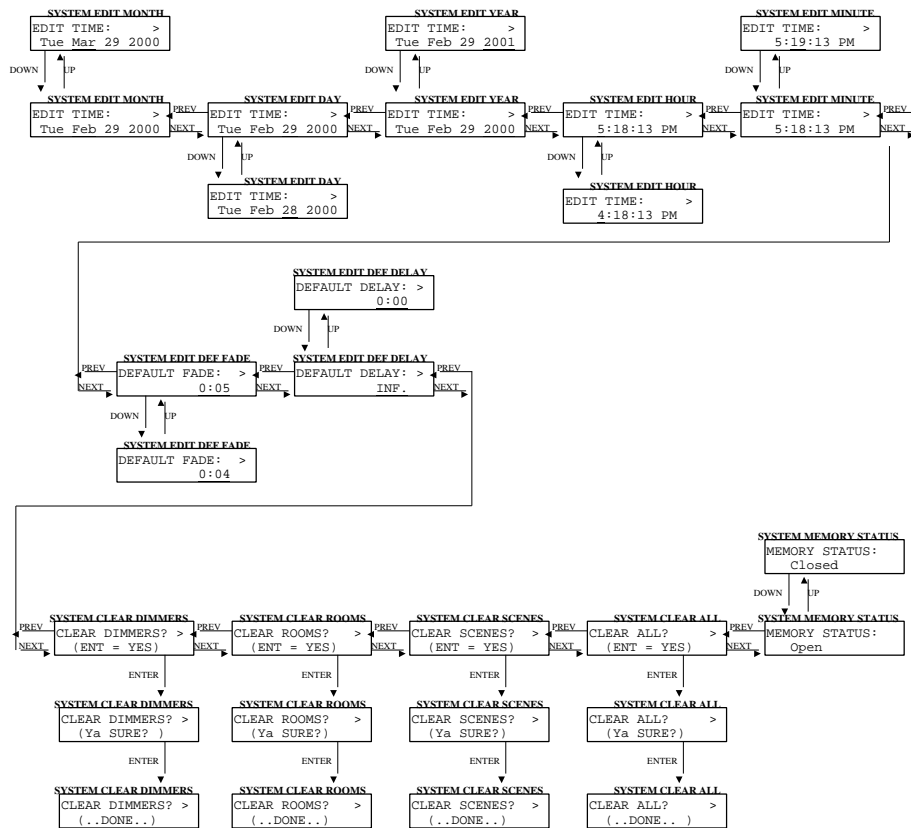 SYSTEM EDIT MONTH
EDIT TIME: >
Tue Mar 29 2000
SYSTEM EDIT YEAR
EDIT TIME: >
Tue Feb 29 2001
SYSTEM EDIT MINUTE
EDIT TIME: >
5:19:13 PM
DOWN UP
DOWN UP
DOWN UP
SYSTEM EDIT MONTH
EDIT TIME: >
Tue Feb 29 2000
PREV
NEXT
SYSTEM EDIT DAY
EDIT TIME: >
Tue Feb 29 2000
PREV
NEXT
SYSTEM EDIT YEAR
EDIT TIME: >
Tue Feb 29 2000
PREV
NEXT
SYSTEM EDIT HOUR
EDIT TIME: >
5:18:13 PM
PREV
NEXT
SYSTEM EDIT MINUTE
EDIT TIME: >
5:18:13 PM
PREV
NEXT
DOWN UP
DOWN UP
SYSTEM EDIT DAY
EDIT TIME: >
Tue Feb 28 2000
SYSTEM EDIT HOUR
EDIT TIME: >
4:18:13 PM
SYSTEM EDIT DEF DELAY
DEFAULT DELAY: >
0:00
DOWN UP
PREV
NEXT
SYSTEM EDIT DEF FADE
DEFAULT FADE: >
0:05
PREV
NEXT
SYSTEM EDIT DEF DELAY
DEFAULT DELAY: >
INF.
PREV
NEXT
DOWN UP
SYSTEM EDIT DEF FADE
DEFAULT FADE: >
0:04
SYSTEM MEMORY STATUS
MEMORY STATUS:
Closed
DOWN UP
PREV
NEXT
SYSTEM CLEAR DIMMERS
CLEAR DIMMERS? >
(ENT = YES)
PREV
NEXT
SYSTEM CLEAR ROOMS
CLEAR ROOMS? >
(ENT = YES)
PREV
NEXT
SYSTEM CLEAR SCENES
CLEAR SCENES? >
(ENT = YES)
PREV
NEXT
SYSTEM CLEAR ALL
CLEAR ALL? >
(ENT = YES)
PREV
NEXT
SYSTEM MEMORY STATUS
MEMORY STATUS:
Open
ENTER
ENTER
ENTER
ENTER
SYSTEM CLEAR DIMMERS
CLEAR DIMMERS? >
(Ya SURE? )
SYSTEM CLEAR ROOMS
CLEAR ROOMS? >
(Ya SURE?)
SYSTEM CLEAR SCENES
CLEAR SCENES? >
(Ya SURE?)
SYSTEM CLEAR ALL
CLEAR ALL? >
(Ya SURE?)
ENTER
ENTER
ENTER
ENTER
SYSTEM CLEAR DIMMERS
CLEAR DIMMERS? >
(..DONE..)
SYSTEM CLEAR ROOMS
CLEAR ROOMS? >
(..DONE..)
SYSTEM CLEAR SCENES
CLEAR SCENES? >
(..DONE..)
SYSTEM CLEAR ALL
CLEAR ALL? >
(..DONE.. )